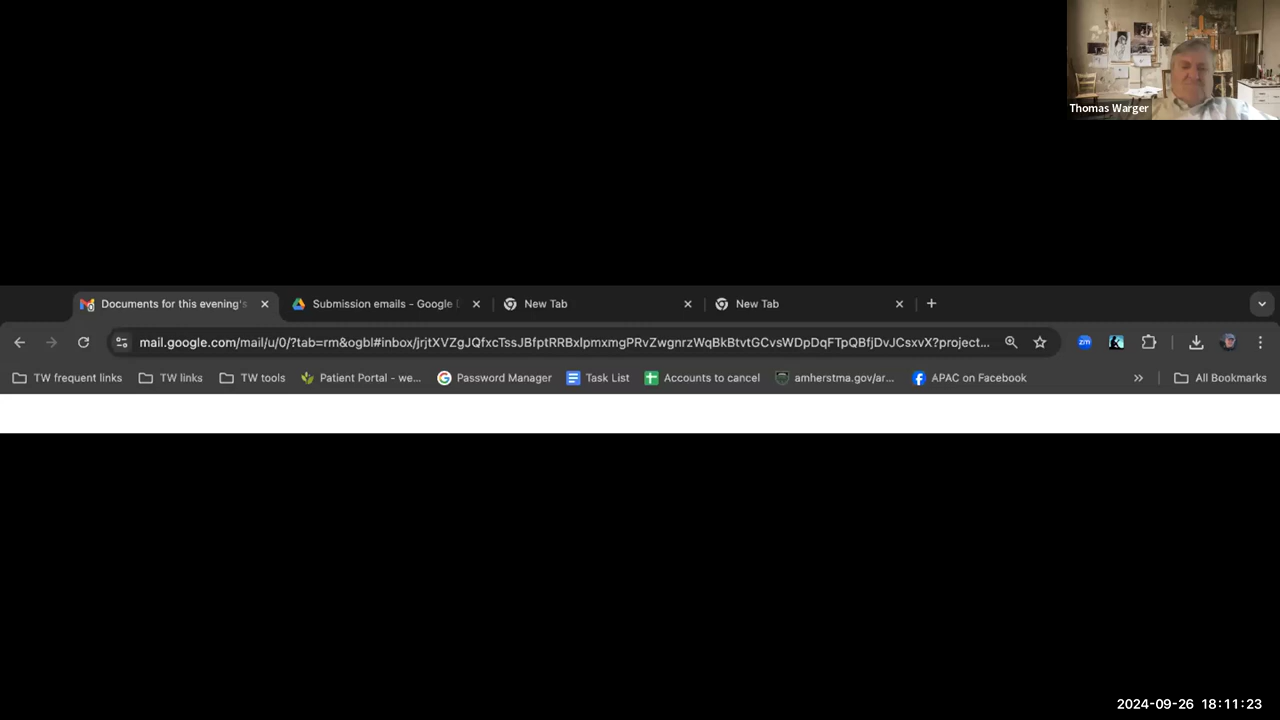 Thomas Warger
Documents for this evening's
Submission emails - Google
New Tab
New Tab
mail.google.com/mail/u/0/?tab=rm&ogbl#inbox/jrjtXVZgJQfxcTssJBfptRRBxlpmxmgPRvZwgnrzWqBkBtvtGCvsWDpDqFTpQBfjDvJCsxvX?project...
zm
TW frequent links
TW links
TW tools
Patient Portal - we...
Password Manager
Task List
Accounts to cancel
amherstma.gov/ar...
APAC on Facebook
All Bookmarks
2024-09-26 18:11:23